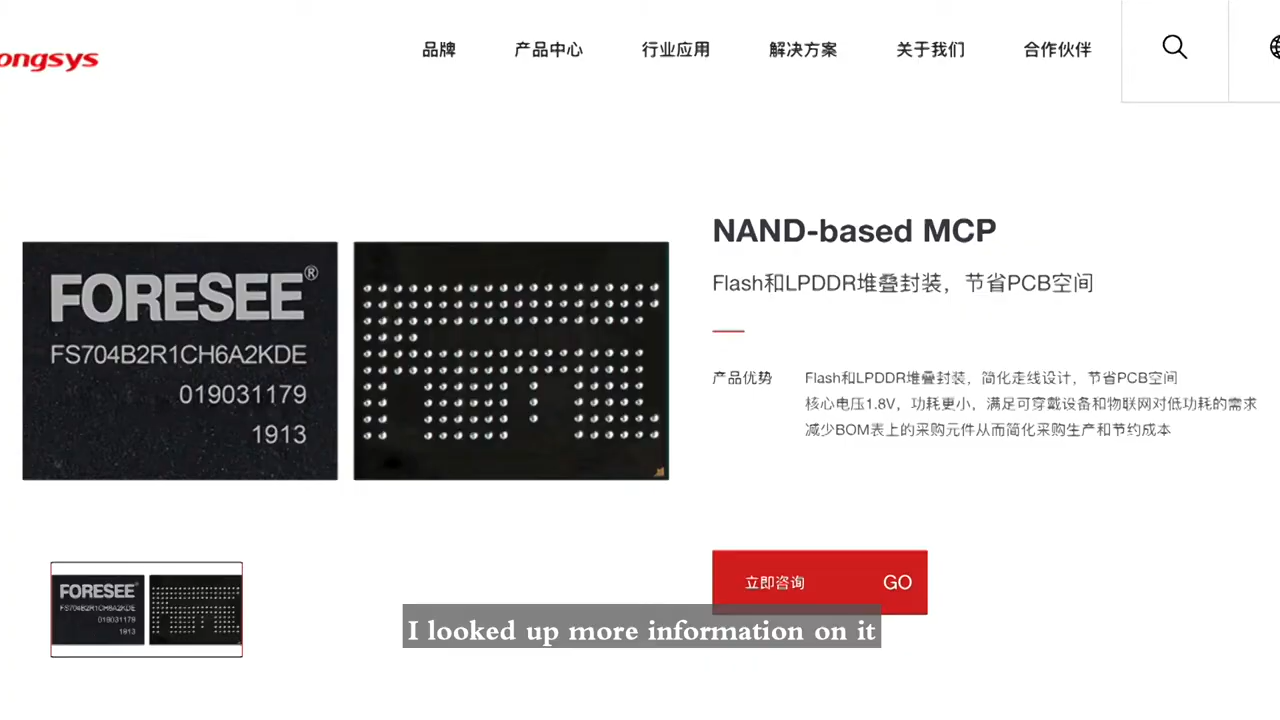 ongsys
品牌
产品中心
行业应用
解决方案
关于我们
合作伙伴
FORESEE®
FS704B2R1CH6A2KDE
019031179
1913
NAND-based MCP
Flash和LPDDR堆叠封装，节省PCB空间
产品优势
Flash和LPDDR堆叠封装，简化走线设计，节省PCB空间
核心电压1.8V，功耗更小，满足可穿戴设备和物联网对低功耗的需求
减少BOM表上的采购元件从而简化采购生产和节约成本
立即咨询 GO
FORESEE®
FS704B2R1CH6A2KDE
019031179
1913
I looked up more information on it